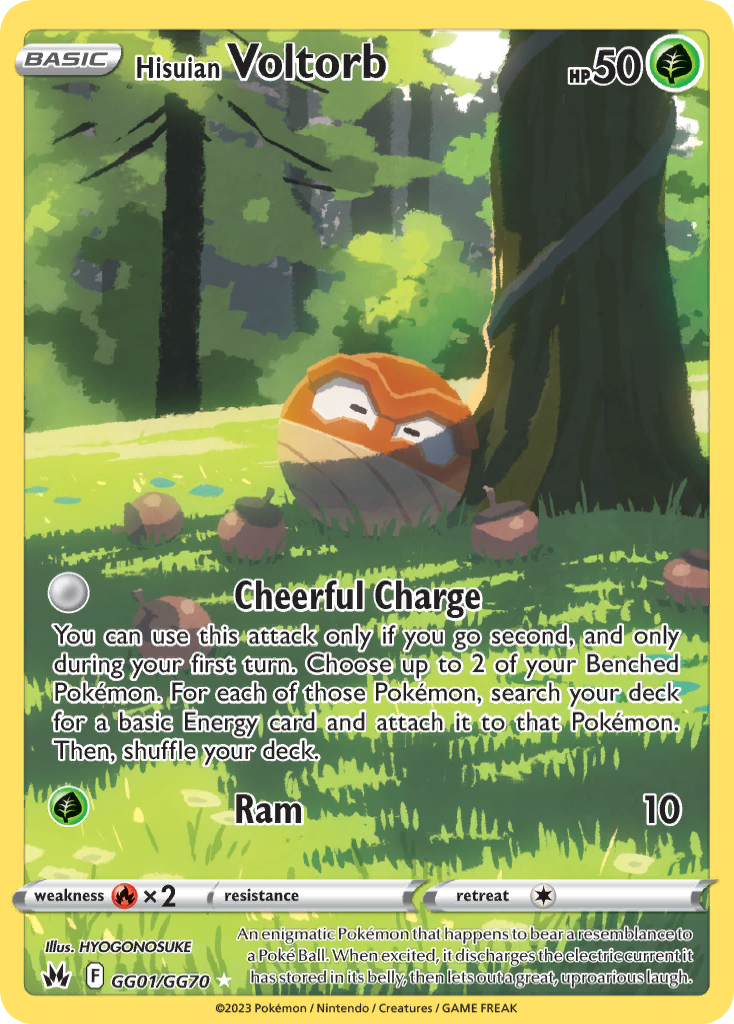 BASIC Hisuian Voltorb HP50
Cheerful Charge
You can use this attack only if you go second, and only
during your first turn. Choose up to 2 of your Benched
Pokémon. For each of those Pokémon, search your deck
for a basic Energy card and attach it to that Pokémon.
Then, shuffle your deck.
Ram 10
weakness ×2 resistance retreat
Illus. HYOGONOSUKE
An enigmatic Pokémon that happens to bear a resemblance to
a Poké Ball. When excited, it discharges the electric current it
has stored in its belly, then lets out a great, uproarious laugh.
F GG01/GG70 ★
©2023 Pokémon / Nintendo / Creatures / GAME FREAK